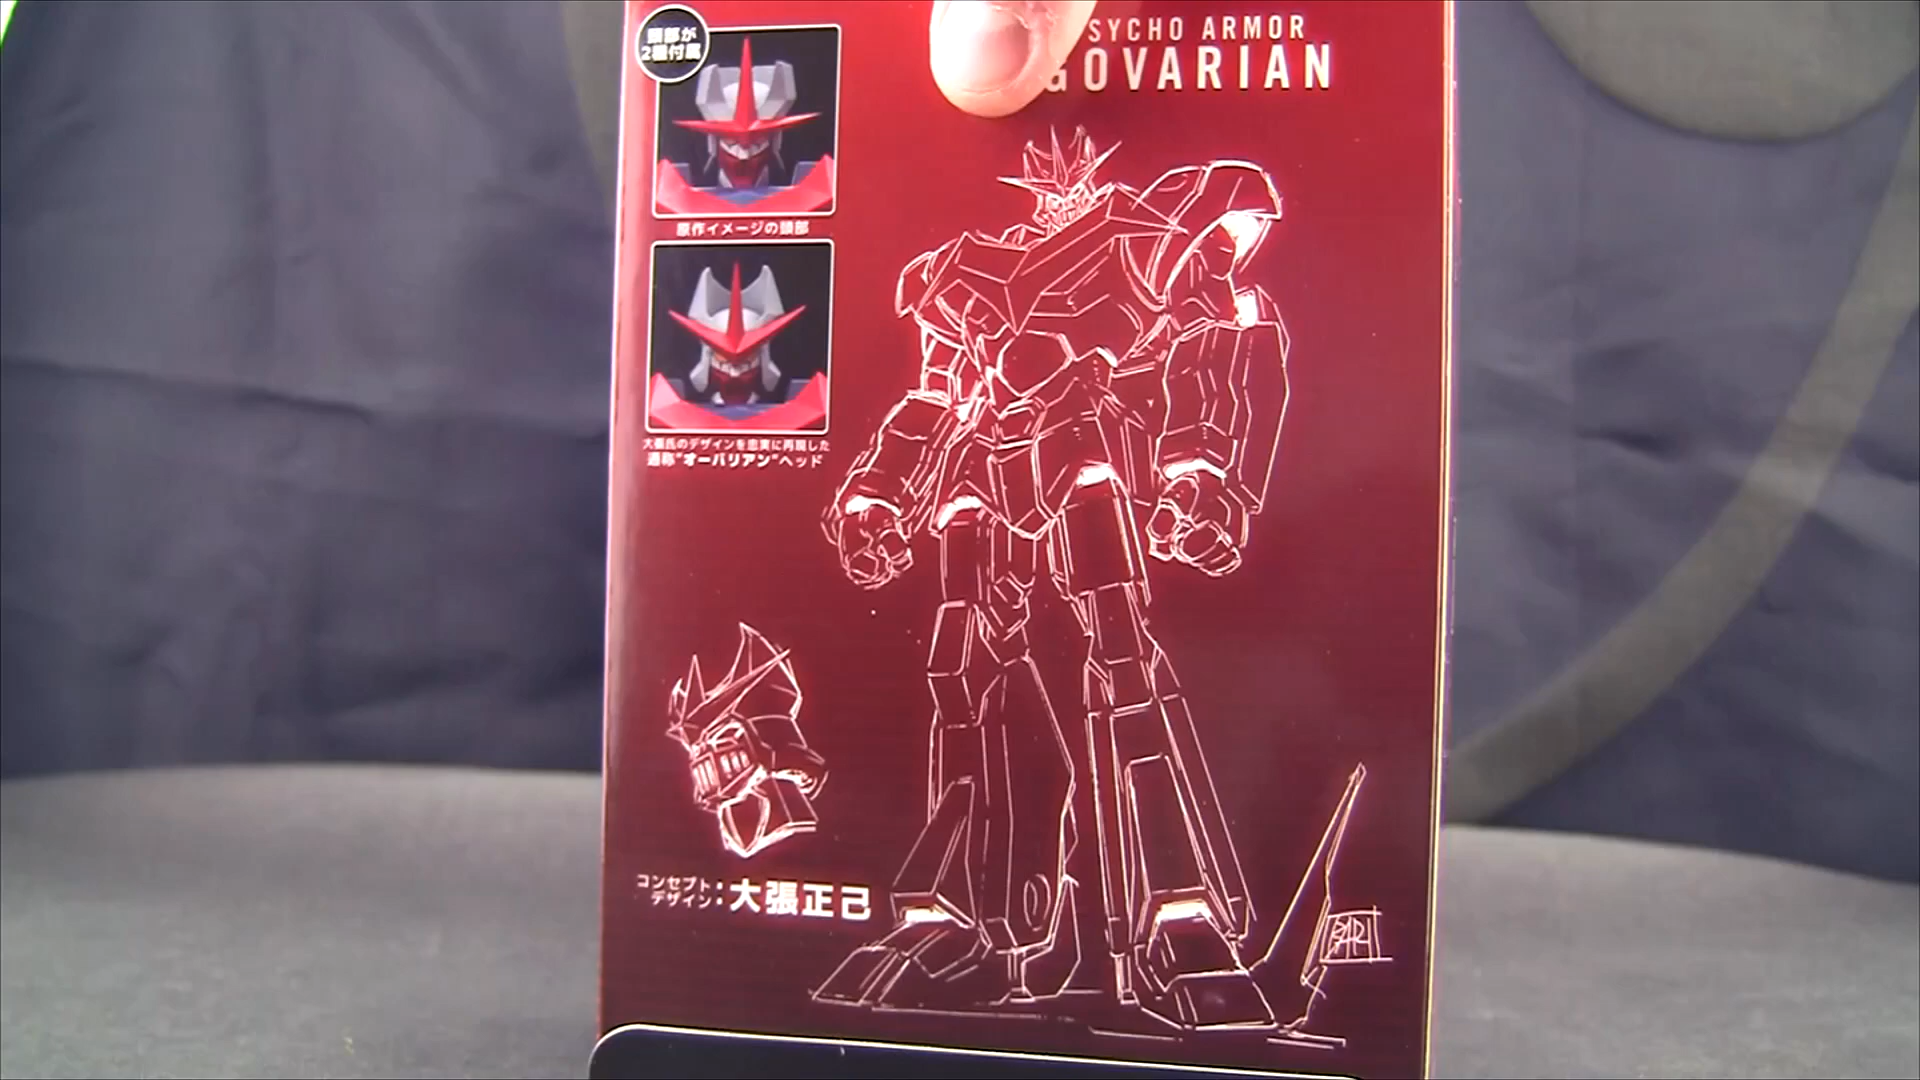 頭部が
2種付属
SYCHO ARMOR
GOVARIAN
原作イメージの頭部
大張氏のデザインを忠実に再現した
通称"オーバリアン"ヘッド
コンセプト:
デザイン:大張正己
BARI